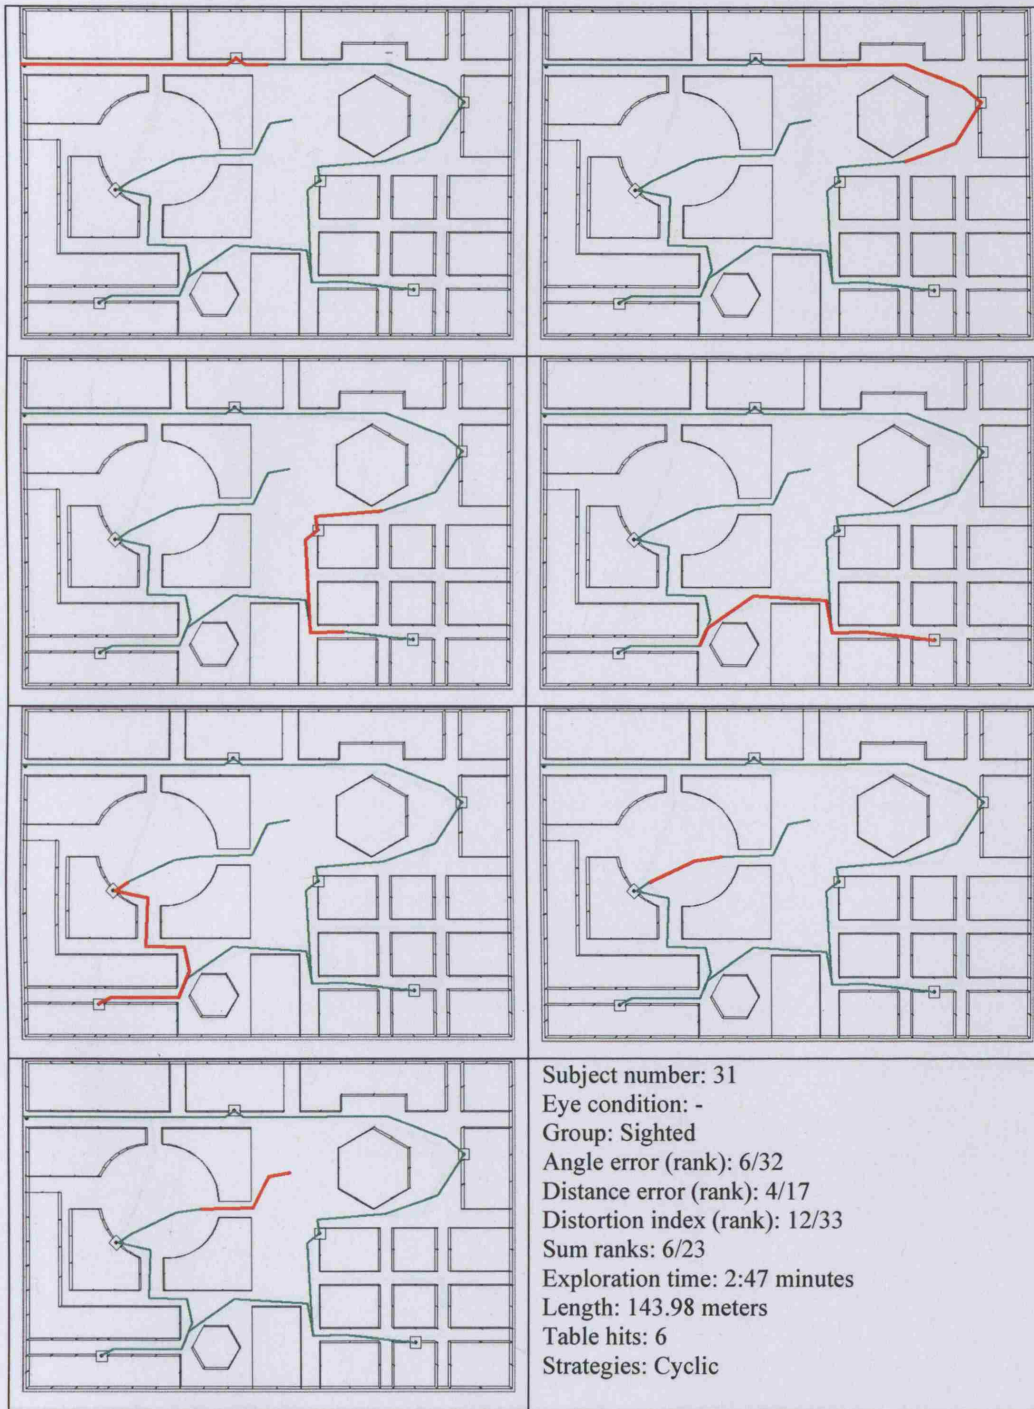 Subject number: 31
Eye condition: -
Group: Sighted
Angle error (rank): 6/32
Distance error (rank): 4/17
Distortion index (rank): 12/33
Sum ranks: 6/23
Exploration time: 2:47 minutes
Length: 143.98 meters
Table hits: 6
Strategies: Cyclic